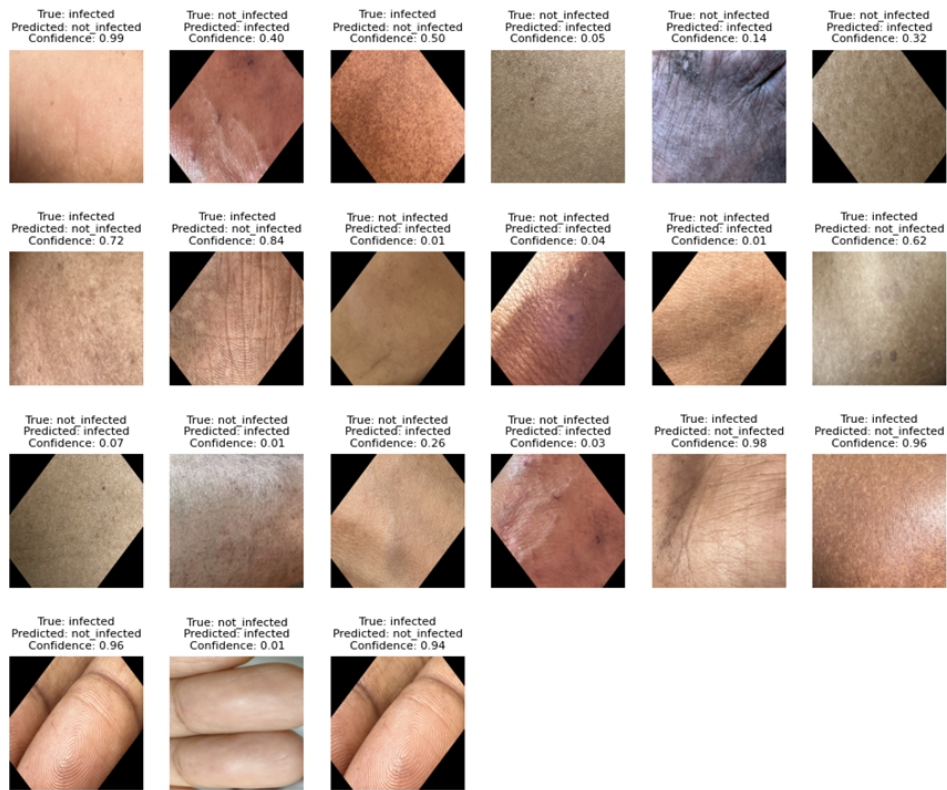 True: infected
Predicted: not_infected
Confidence: 0.99
True: not_infected
Predicted: infected
Confidence: 0.40
True: infected
Predicted: not_infected
Confidence: 0.50
True: not_infected
Predicted: infected
Confidence: 0.05
True: not_infected
Predicted: infected
Confidence: 0.14
True: not_infected
Predicted: infected
Confidence: 0.32
True: infected
Predicted: not_infected
Confidence: 0.72
True: infected
Predicted: not_infected
Confidence: 0.84
True: not_infected
Predicted: infected
Confidence: 0.01
True: not_infected
Predicted: infected
Confidence: 0.04
True: not_infected
Predicted: infected
Confidence: 0.01
True: infected
Predicted: not_infected
Confidence: 0.62
True: not_infected
Predicted: infected
Confidence: 0.07
True: not_infected
Predicted: infected
Confidence: 0.01
True: not_infected
Predicted: infected
Confidence: 0.26
True: not_infected
Predicted: infected
Confidence: 0.03
True: infected
Predicted: not_infected
Confidence: 0.98
True: infected
Predicted: not_infected
Confidence: 0.96
True: infected
Predicted: not_infected
Confidence: 0.96
True: not_infected
Predicted: infected
Confidence: 0.01
True: infected
Predicted: not_infected
Confidence: 0.94